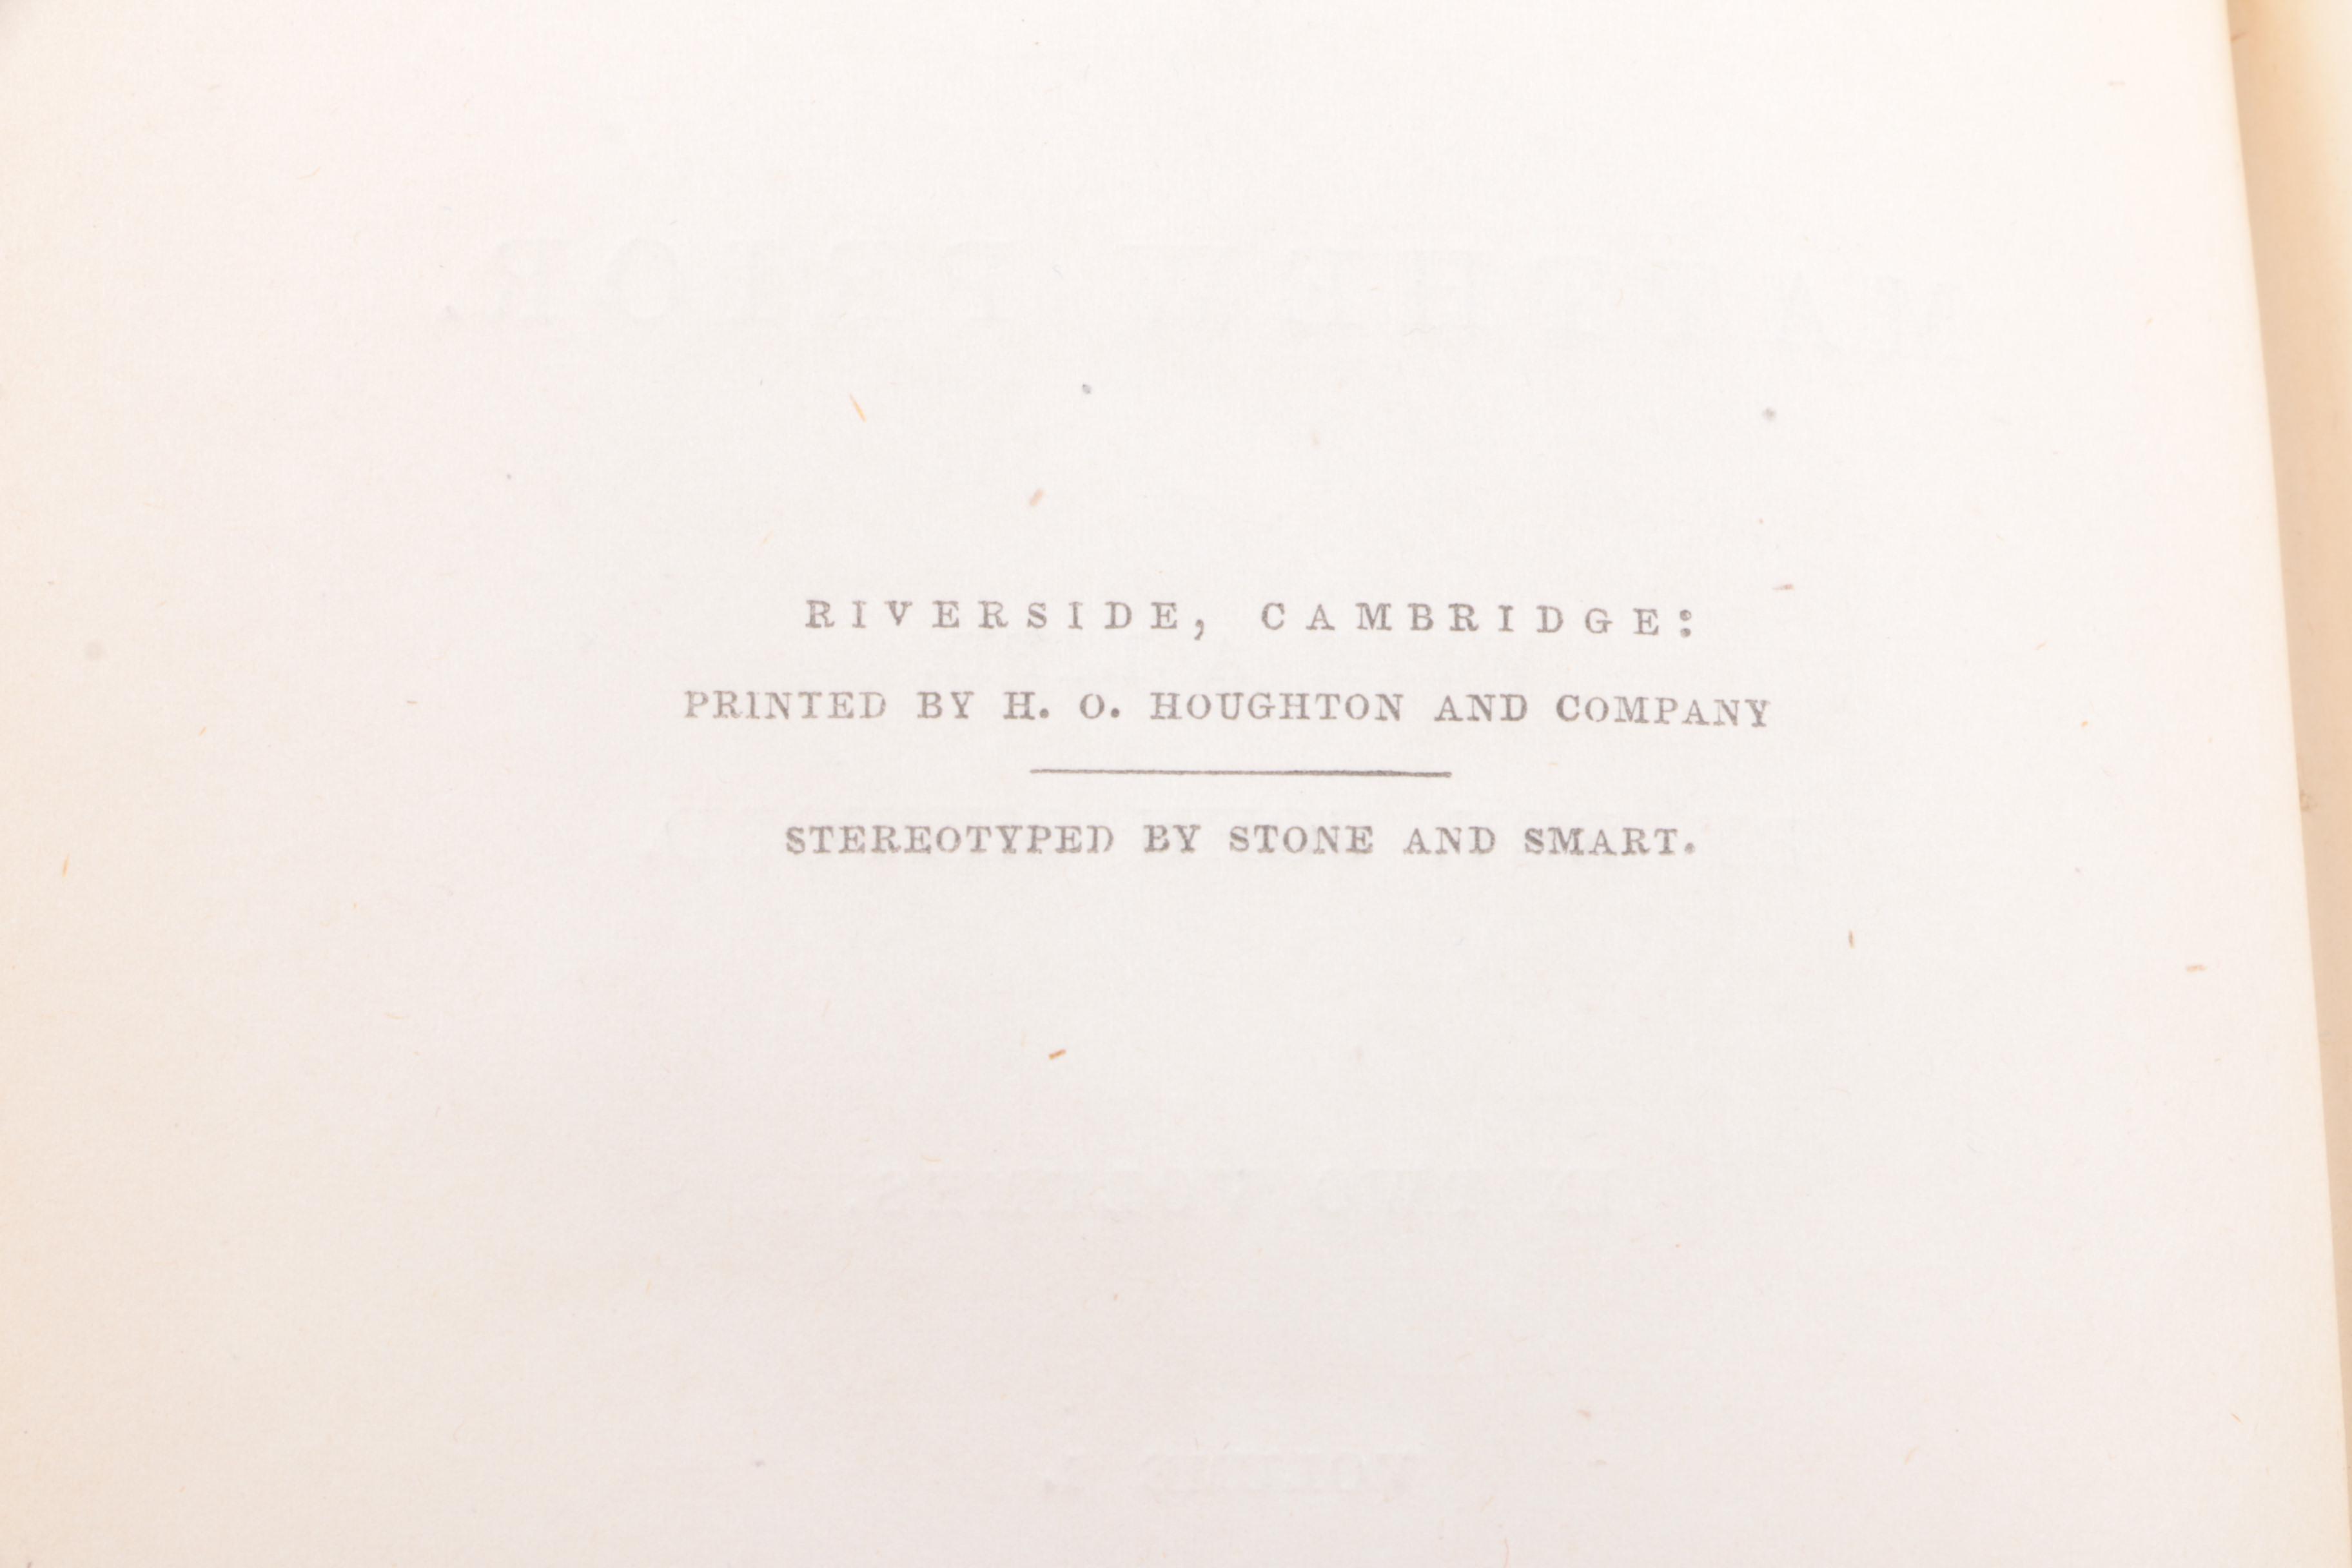 RIVERSIDE, CAMBRIDGE:
PRINTED BY H. O. HOUGHTON AND COMPANY
STEREOTYPED BY STONE AND SMART.